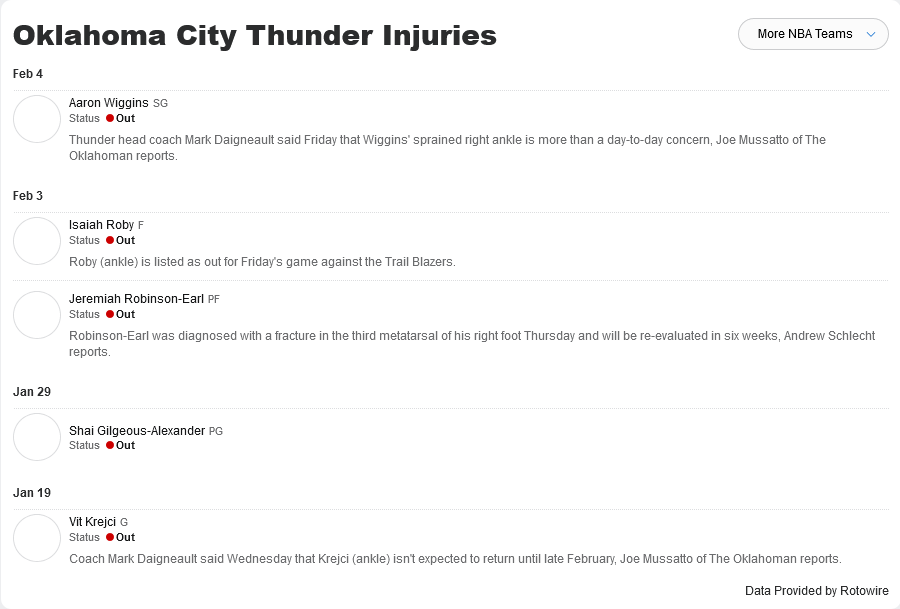 Oklahoma City Thunder Injuries
More NBA Teams
Feb 4
Aaron Wiggins SG
Status Out
Thunder head coach Mark Daigneault said Friday that Wiggins' sprained right ankle is more than a day-to-day concern, Joe Mussatto of The
Oklahoman reports.
Feb 3
Isaiah Roby F
Status Out
Roby (ankle) is listed as out for Friday's game against the Trail Blazers.
Jeremiah Robinson-Earl PF
Status Out
Robinson-Earl was diagnosed with a fracture in the third metatarsal of his right foot Thursday and will be re-evaluated in six weeks, Andrew Schlecht
reports.
Jan 29
Shai Gilgeous-Alexander PG
Status Out
Jan 19
Vit Krejci G
Status Out
Coach Mark Daigneault said Wednesday that Krejci (ankle) isn't expected to return until late February, Joe Mussatto of The Oklahoman reports.
Data Provided by Rotowire